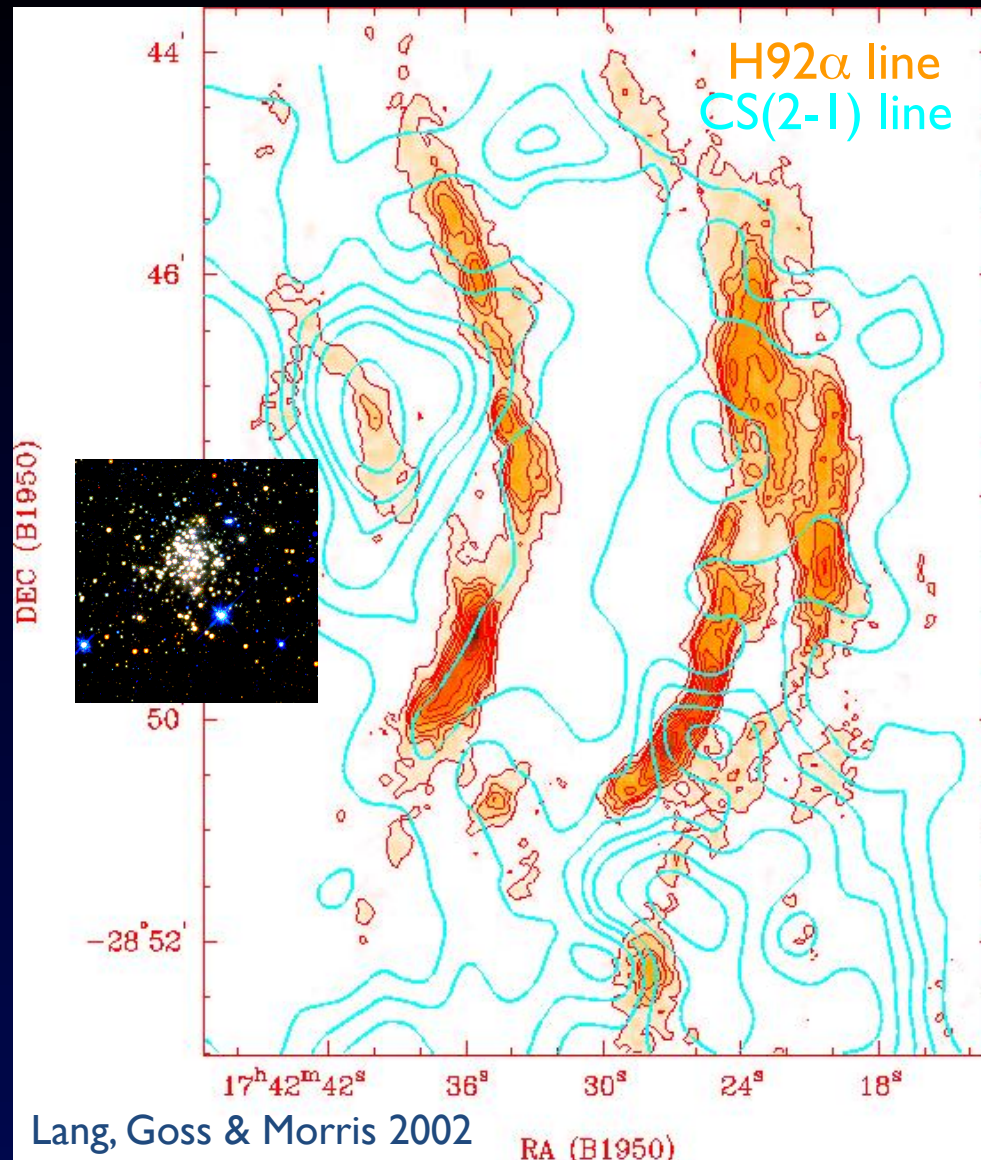 44'
H92α line
CS(2-1) line
46'
DEC (B1950)
50
-28°52'
17ʰ42ᵐ42ˢ 36ˢ 30ˢ 24ˢ 18ˢ
Lang, Goss & Morris 2002
RA (B1950)